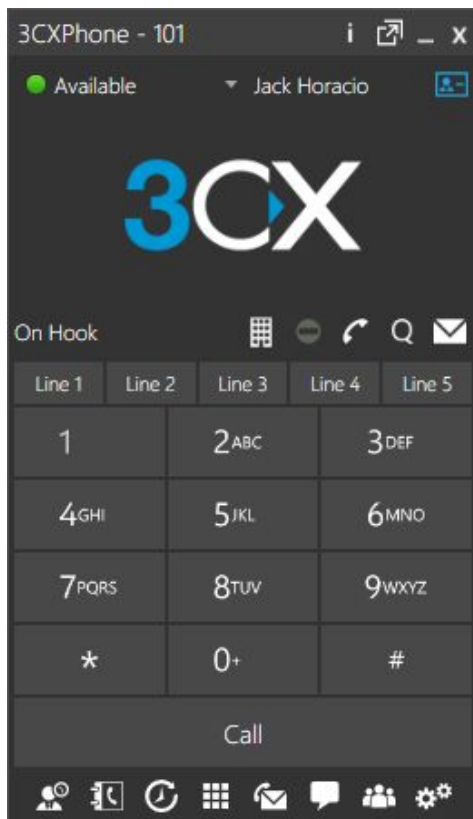 3CXPhone - 101 i _ x
Available Jack Horacio
3CX
On Hook Q
Line 1 Line 2 Line 3 Line 4 Line 5
1 2ABC 3DEF
4GHI 5JKL 6MNO
7PQRS 8TUV 9WXYZ
* 0+ #
Call